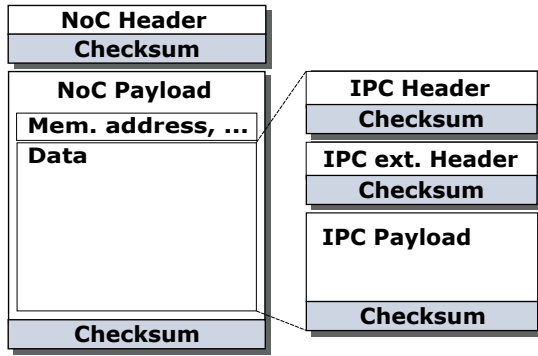 NoC Header
Checksum
NoC Payload
Mem. address, ...
Data
Checksum
IPC Header
Checksum
IPC ext. Header
Checksum
IPC Payload
Checksum